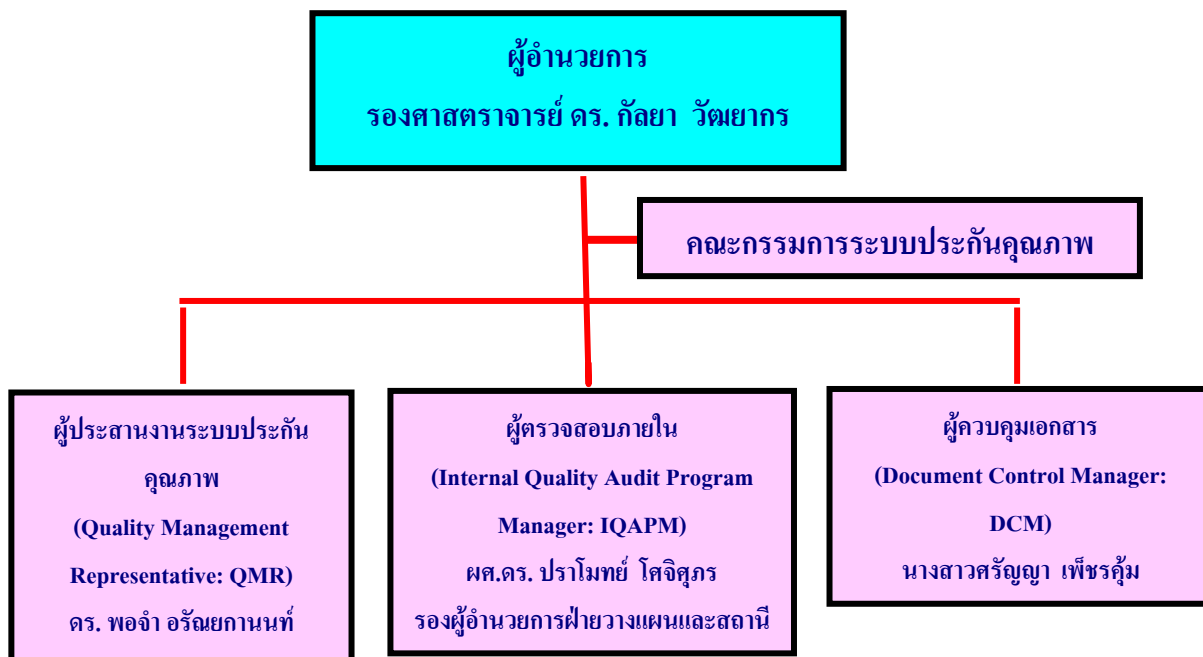 ผู้อำนวยการ
รองศาสตราจารย์ ดร. กัลยา วัฒยากร
คณะกรรมการระบบประกันคุณภาพ
ผู้ประสานงานระบบประกัน
คุณภาพ
(Quality Management
Representative: QMR)
ดร. พอจำ อรัณยกานนท์
ผู้ตรวจสอบภายใน
(Internal Quality Audit Program
Manager: IQAPM)
ผศ.ดร. ปราโมทย์ โศจิศุภร
รองผู้อำนวยการฝ่ายวางแผนและสถานี
ผู้ควบคุมเอกสาร
(Document Control Manager:
DCM)
นางสาวศรัญญา เพ็ชรคุ้ม